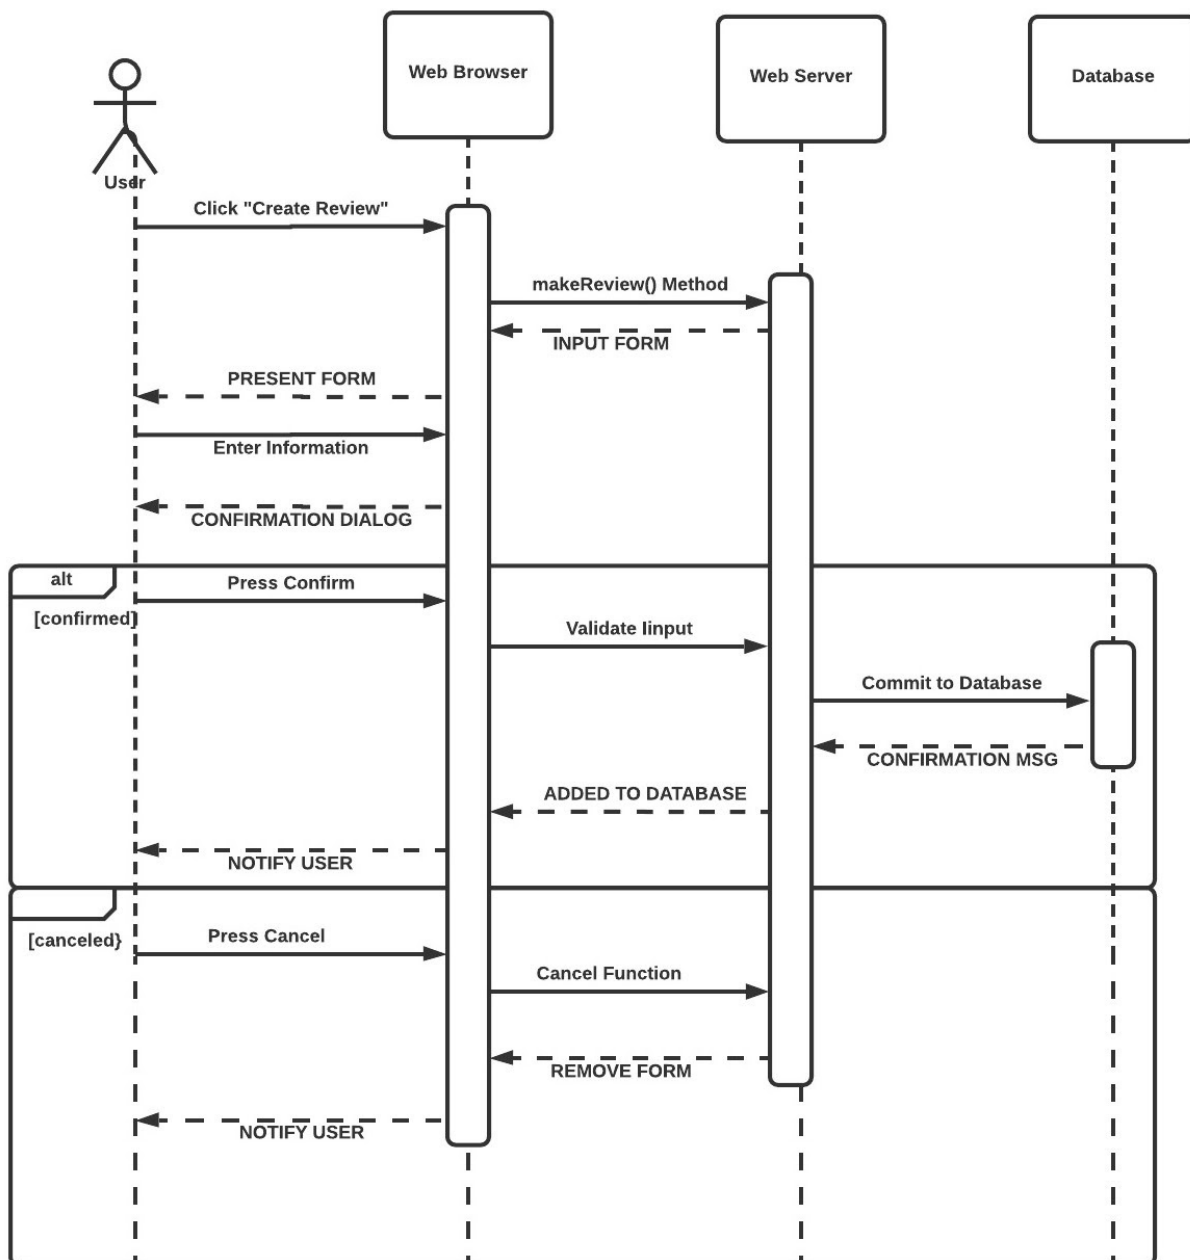 Web Browser
Web Server
Database
User
Click "Create Review"
makeReview() Method
INPUT FORM
PRESENT FORM
Enter Information
CONFIRMATION DIALOG
alt
Press Confirm
[confirmed]
Validate Iinput
Commit to Database
CONFIRMATION MSG
ADDED TO DATABASE
NOTIFY USER
Press Cancel
[canceled}
Cancel Function
REMOVE FORM
NOTIFY USER